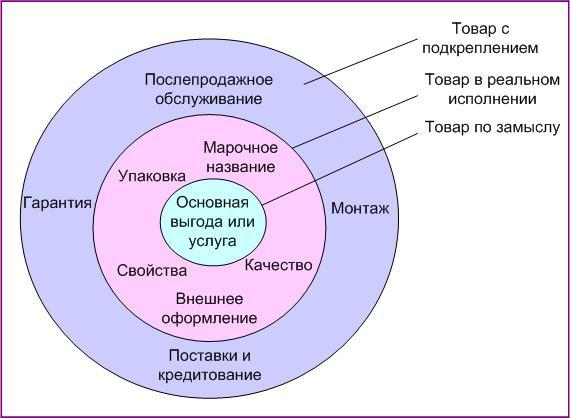 Товар с
подкреплением
Товар в реальном
исполнении
Товар по замыслу
Послепродажное
обслуживание
Марочное
название
Упаковка
Гарантия
Основная
выгода или
услуга
Монтаж
Свойства
Качество
Внешнее
оформление
Поставки и
кредитование